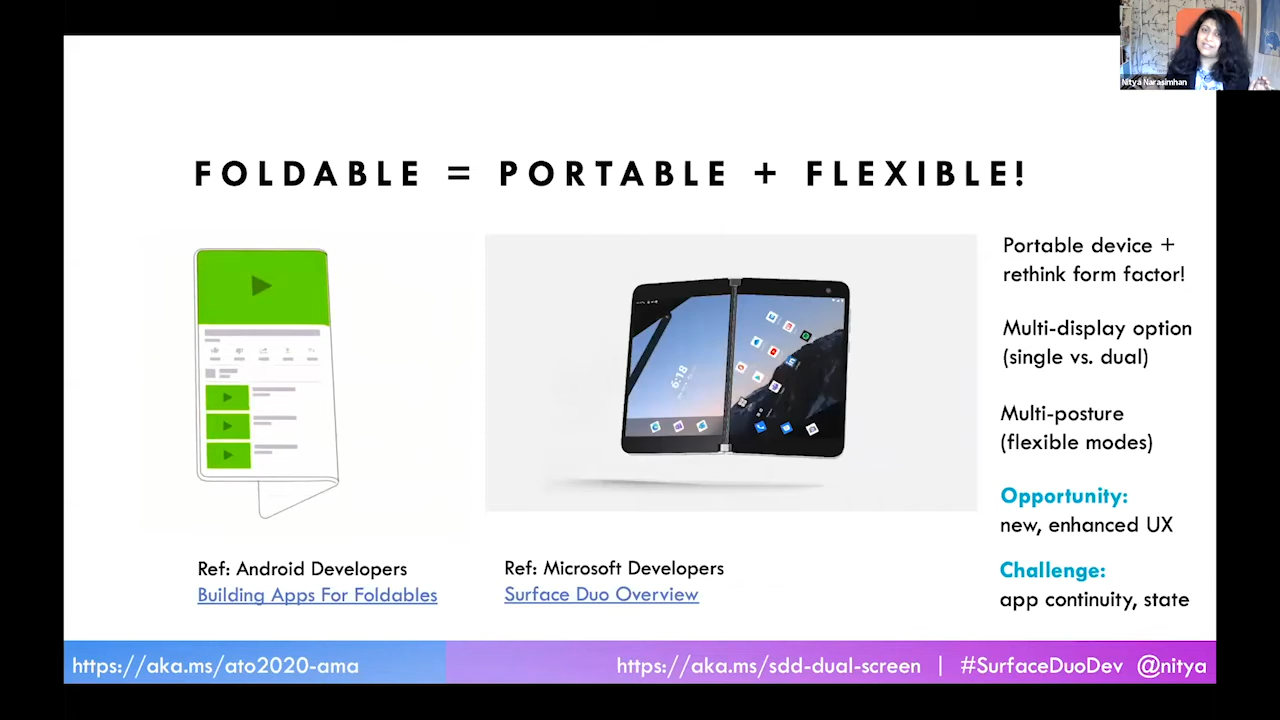 Nitya Narasimhan
FOLDABLE = PORTABLE + FLEXIBLE!
6:18
Portable device +
rethink form factor!
Multi-display option
(single vs. dual)
Multi-posture
(flexible modes)
Opportunity:
new, enhanced UX
Challenge:
app continuity, state
Ref: Android Developers
Building Apps For Foldables
Ref: Microsoft Developers
Surface Duo Overview
https://aka.ms/ato2020-ama
https://aka.ms/sdd-dual-screen | #SurfaceDuoDev @nitya